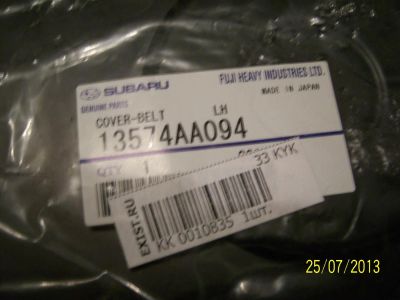 SUBARU
FUJI HEAVY INDUSTRIES LTD.
GENUINE PARTS
MADE IN JAPAN
COVER-BELT LH
13574AA094
QTY 1
33 KYK
EXIST.RU
KK 0010835 1шт.
25/07/2013